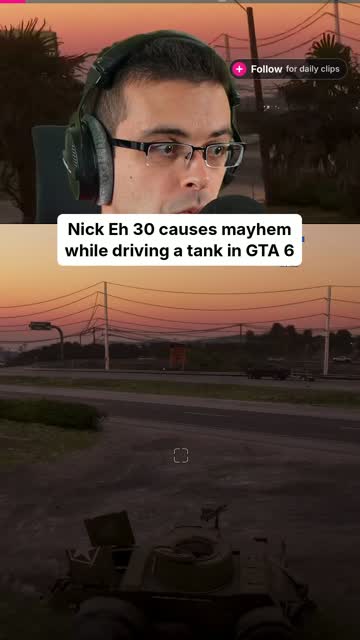 Follow for daily clips
Nick Eh 30 causes mayhem
while driving a tank in GTA 6